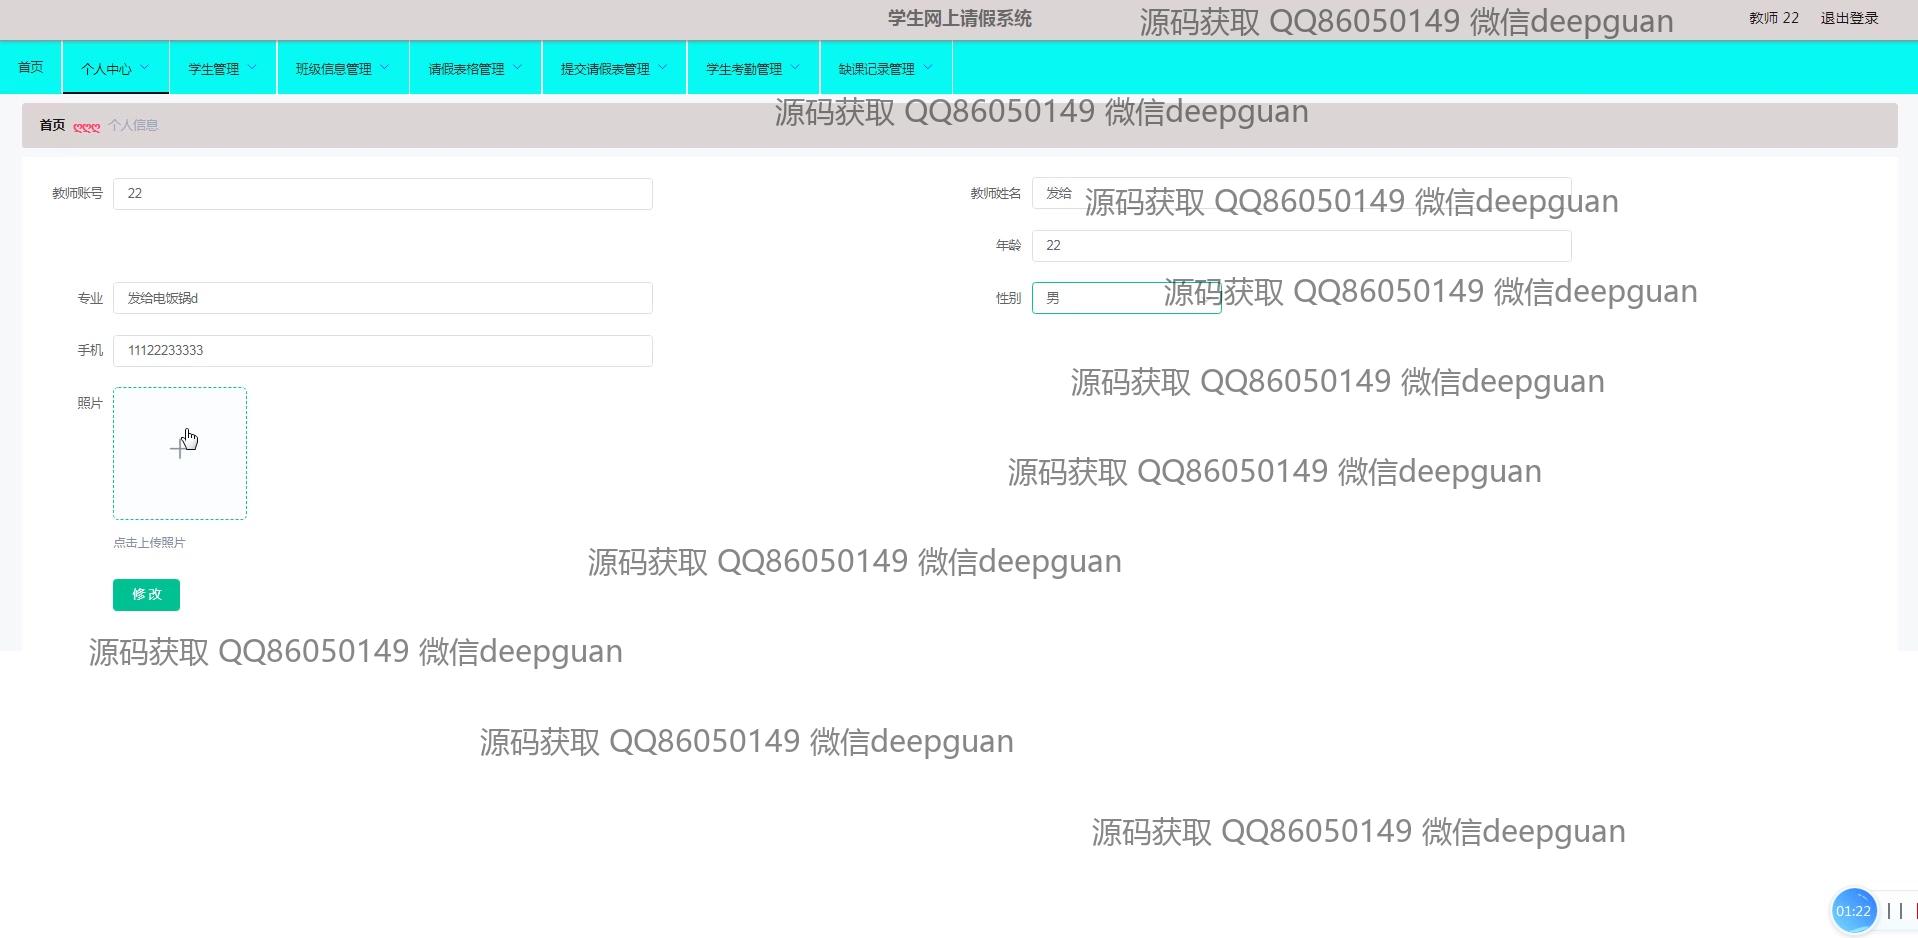 学生网上请假系统
源码获取 QQ86050149 微信deepguan
教师 22 退出登录
首页 个人中心 学生管理 班级信息管理 请假表格管理 提交请假表管理 学生考勤管理 缺课记录管理
源码获取 QQ86050149 微信deepguan
首页 ღღღ 个人信息
教师账号 22
教师姓名 发给
源码获取 QQ86050149 微信deepguan
年龄 22
专业 发给电饭锅d
性别 男
源码获取 QQ86050149 微信deepguan
手机 11122233333
源码获取 QQ86050149 微信deepguan
照片
源码获取 QQ86050149 微信deepguan
点击上传照片
源码获取 QQ86050149 微信deepguan
修改
源码获取 QQ86050149 微信deepguan
源码获取 QQ86050149 微信deepguan
源码获取 QQ86050149 微信deepguan
01:22